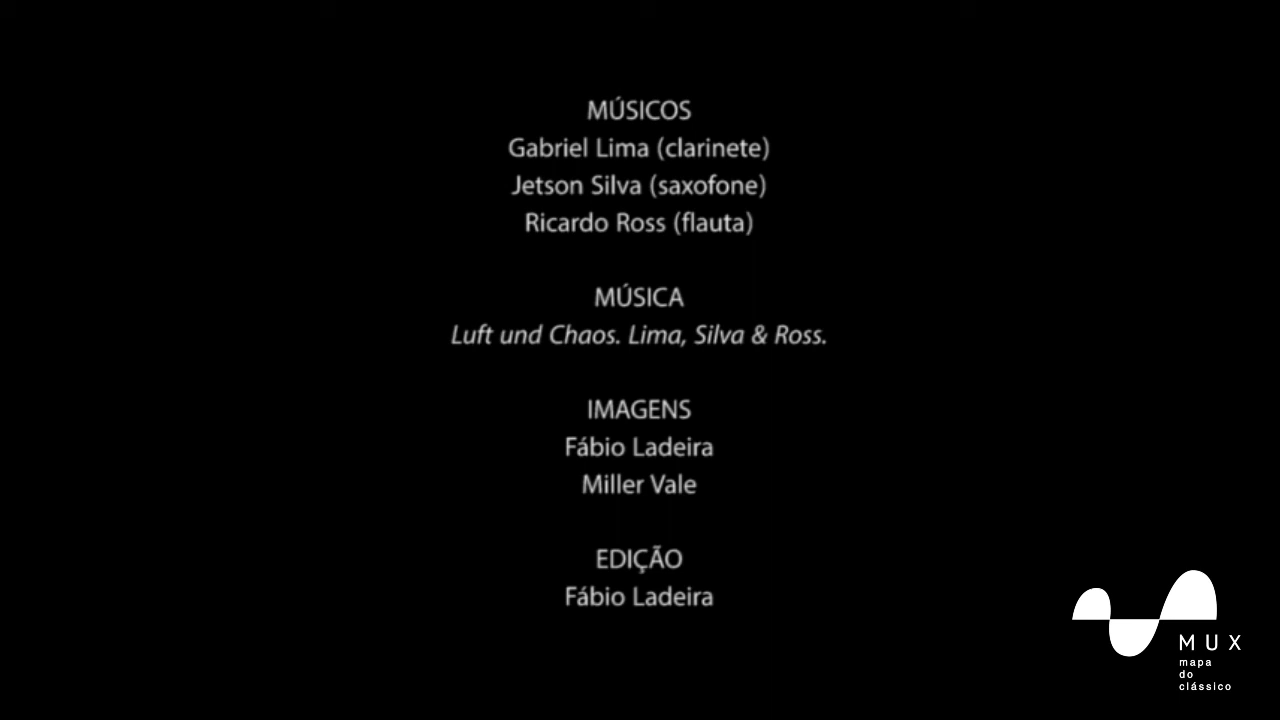 MÚSICOS
Gabriel Lima (clarinete)
Jetson Silva (saxofone)
Ricardo Ross (flauta)
MÚSICA
Luft und Chaos. Lima, Silva & Ross.
IMAGENS
Fábio Ladeira
Miller Vale
EDIÇÃO
Fábio Ladeira
MUX
mapa
do
clássico